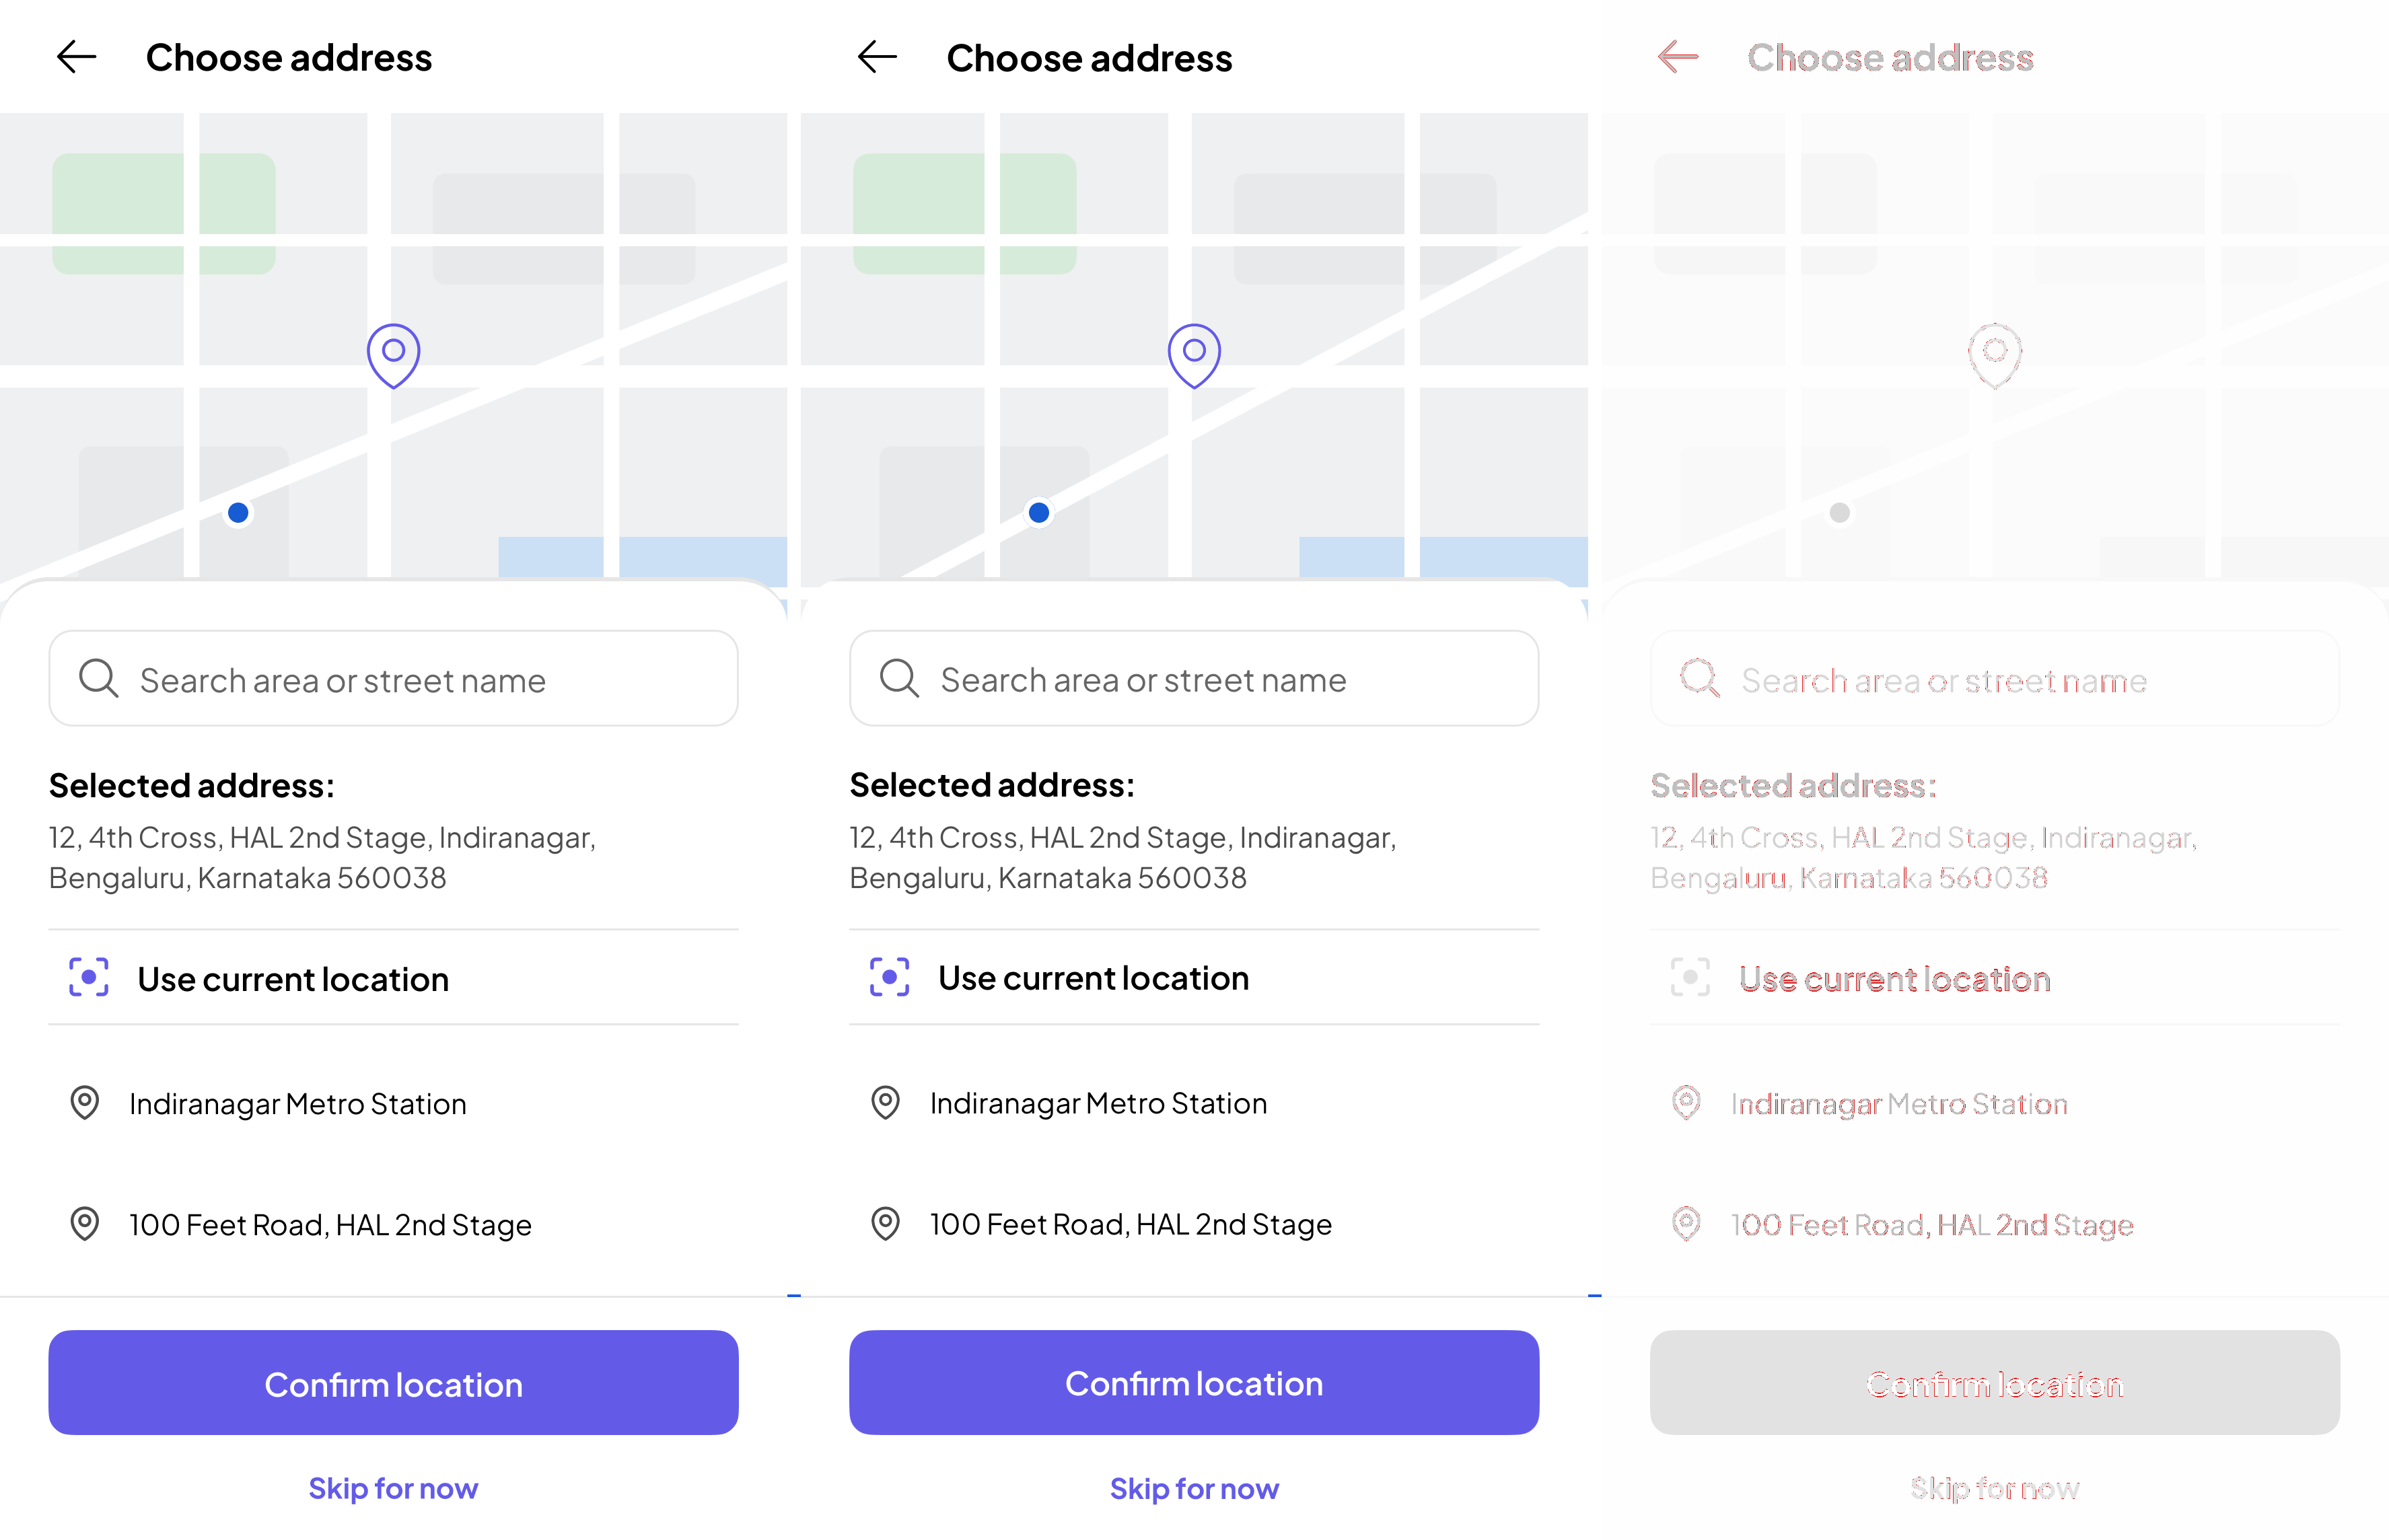 Choose address
Search area or street name
Selected address:
12, 4th Cross, HAL 2nd Stage, Indiranagar,
Bengaluru, Karnataka 560038
Use current location
Indiranagar Metro Station
100 Feet Road, HAL 2nd Stage
Confirm location
Skip for now
Choose address
Search area or street name
Selected address:
12, 4th Cross, HAL 2nd Stage, Indiranagar,
Bengaluru, Karnataka 560038
Use current location
Indiranagar Metro Station
100 Feet Road, HAL 2nd Stage
Confirm location
Skip for now
Choose address
Search area or street name
Selected address:
12, 4th Cross, HAL 2nd Stage, Indiranagar,
Bengaluru, Karnataka 560038
Use current location
Indiranagar Metro Station
100 Feet Road, HAL 2nd Stage
Confirm location
Skip for now